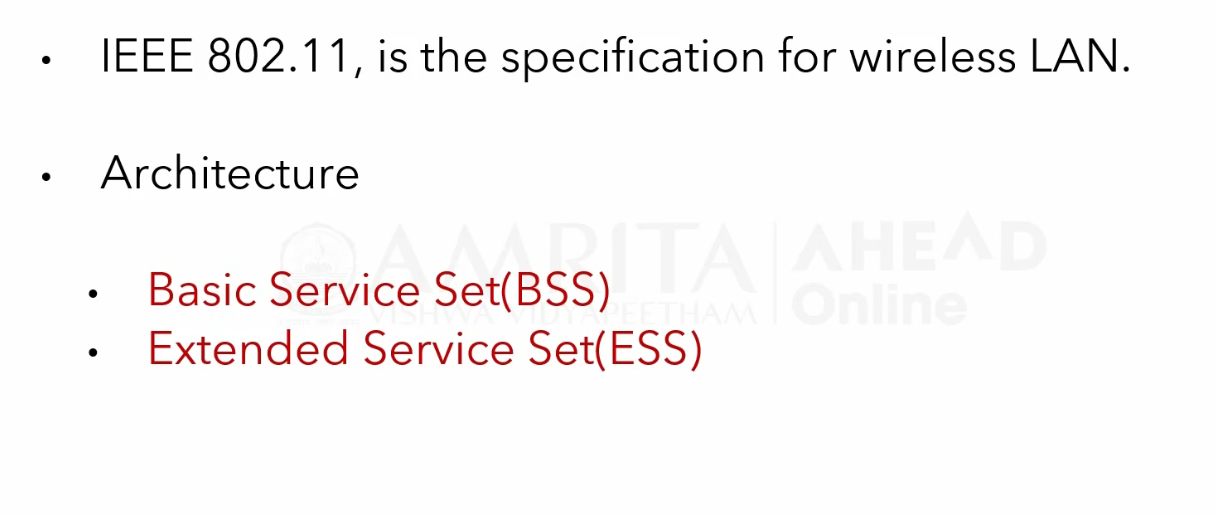 • IEEE 802.11, is the specification for wireless LAN.
• Architecture
AMRITA AHEAD
• Basic Service Set(BSS)
VISHWA VIDYAPEETHAM Online
• Extended Service Set(ESS)